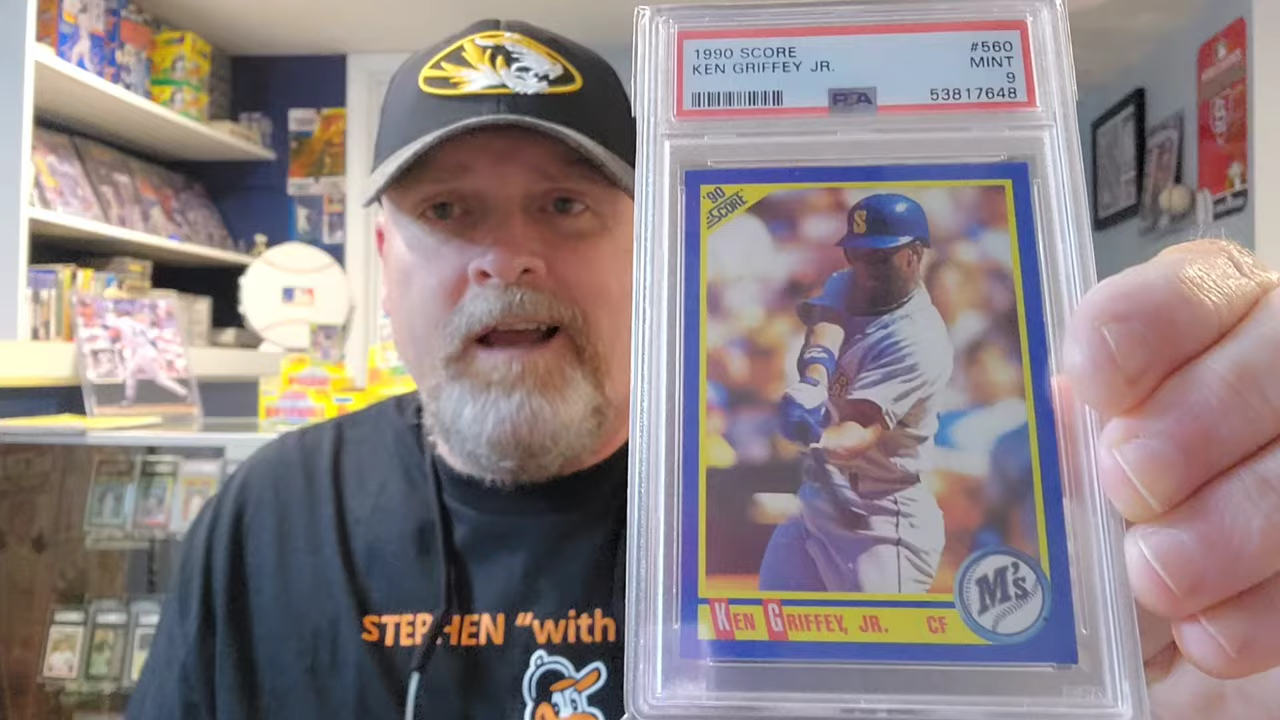 1990 SCORE #560
KEN GRIFFEY JR. MINT
9
PSA 53817648
'90
SCORE
S
M's
KEN GRIFFEY, JR. CF
STEPHEN "with